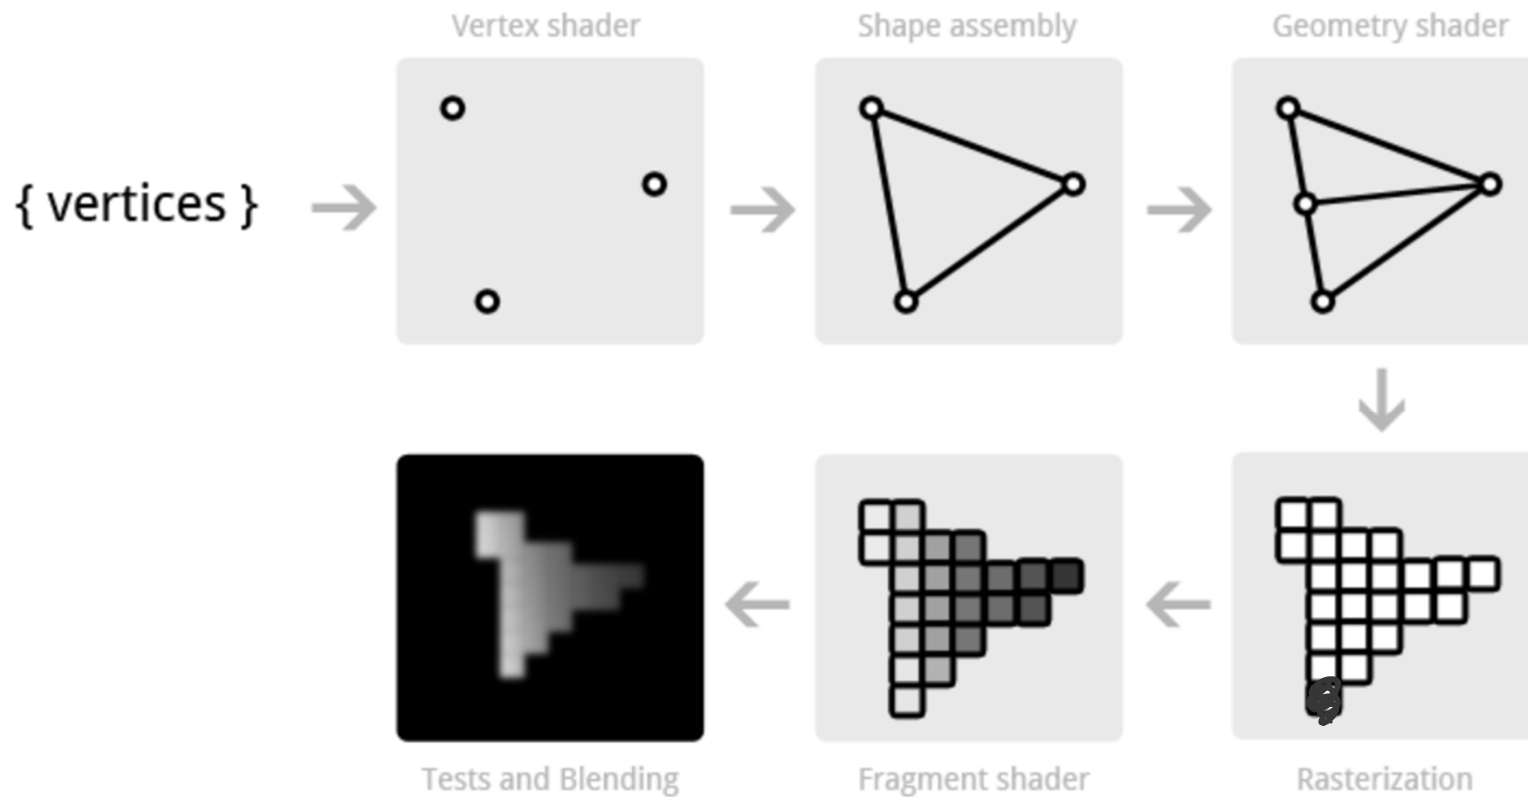 Vertex shader
Shape assembly
Geometry shader
{ vertices }
Tests and Blending
Fragment shader
Rasterization